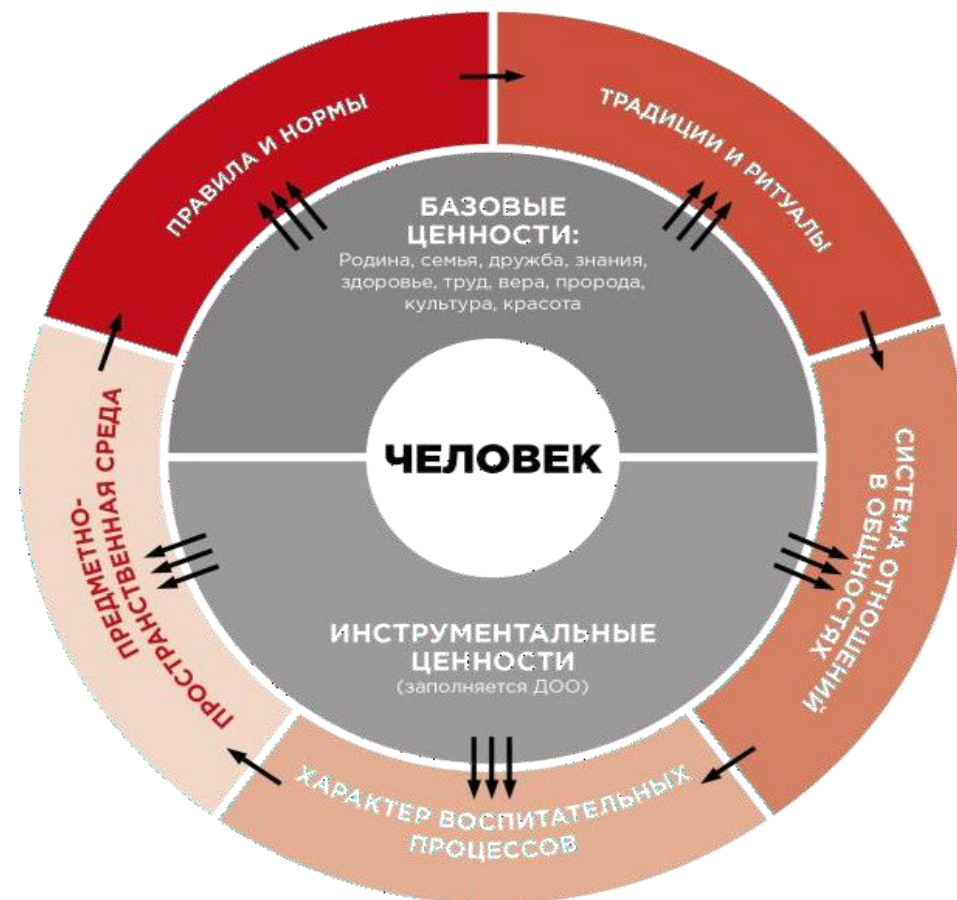 ПРАВИЛА И НОРМЫ
ТРАДИЦИИ И РИТУАЛЫ
БАЗОВЫЕ
ЦЕННОСТИ:
Родина, семья, дружба, знания,
здоровье, труд, вера, пророда,
культура, красота
ЧЕЛОВЕК
СИСТЕМА ОТНОШЕНИЙ
В ОБЩНОСТЯХ
ПРЕДМЕТНО-
ПРОСТРАНСТВЕННАЯ СРЕДА
ИНСТРУМЕНТАЛЬНЫЕ
ЦЕННОСТИ
(заполняется ДОО)
ХАРАКТЕР ВОСПИТАТЕЛЬНЫХ
ПРОЦЕССОВ